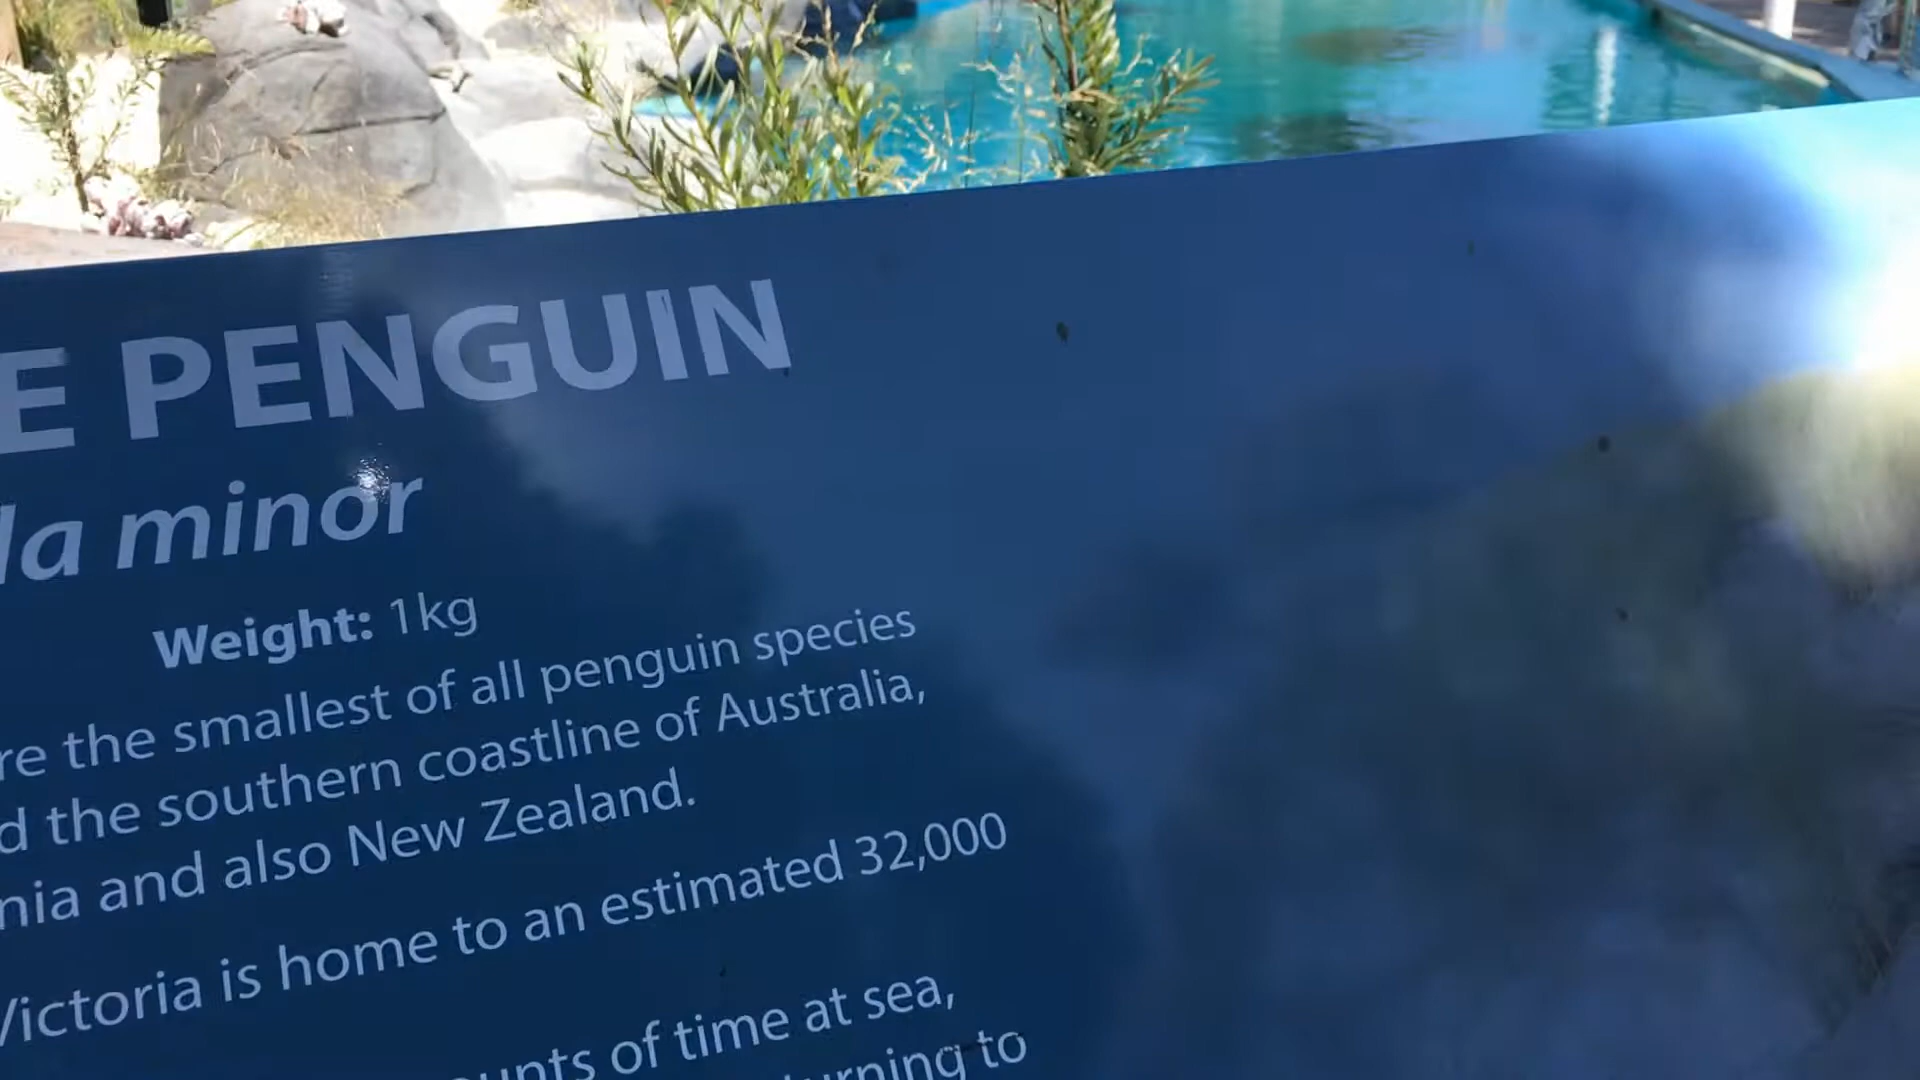 E PENGUIN
la minor
Weight: 1kg
re the smallest of all penguin species
d the southern coastline of Australia,
nia and also New Zealand.
Victoria is home to an estimated 32,000
unts of time at sea,
urning to